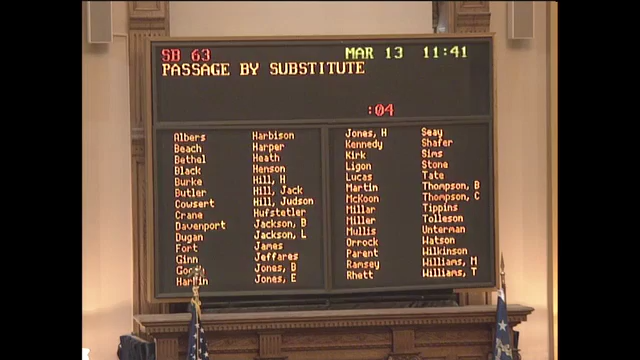 SB 63
MAR 13 11:41
PASSAGE BY SUBSTITUTE
:04
Albers
Beach
Bethel
Black
Burke
Butler
Cowsert
Crane
Davenport
Dugan
Fort
Ginn
Harbison
Harper
Heath
Henson
Hill, H
Hill, Jack
Hill, Judson
Hufstetler
Jackson, B
Jackson, L
James
Jeffares
Jones, B
Jones, E
Jones, H
Kennedy
Kirk
Ligon
Lucas
Martin
McKoon
Millar
Miller
Mullis
Orrock
Parent
Ramsey
Rhett
Seay
Shafer
Sims
Stone
Tate
Thompson, B
Thompson, C
Tippins
Tolleson
Unterman
Watson
Wilkinson
Williams, M
Williams, T